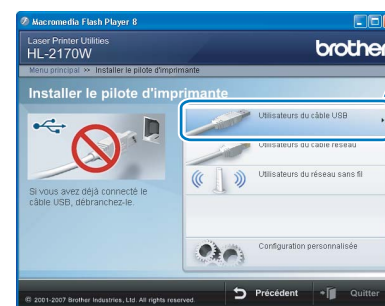 Macromedia Flash Player 8
Laser Printer Utilities
HL-2170W
brother
Menu principal >> Installer le pilote d'imprimante
Installer le pilote d'imprimante
Utilisateurs du câble USB
Utilisateurs du câble réseau
Utilisateurs du réseau sans fil
Si vous avez déjà connecté le
câble USB, débranchez-le.
Configuration personnalisée
© 2001-2007 Brother Industries, Ltd. All rights reserved.
Précédent
Quitter